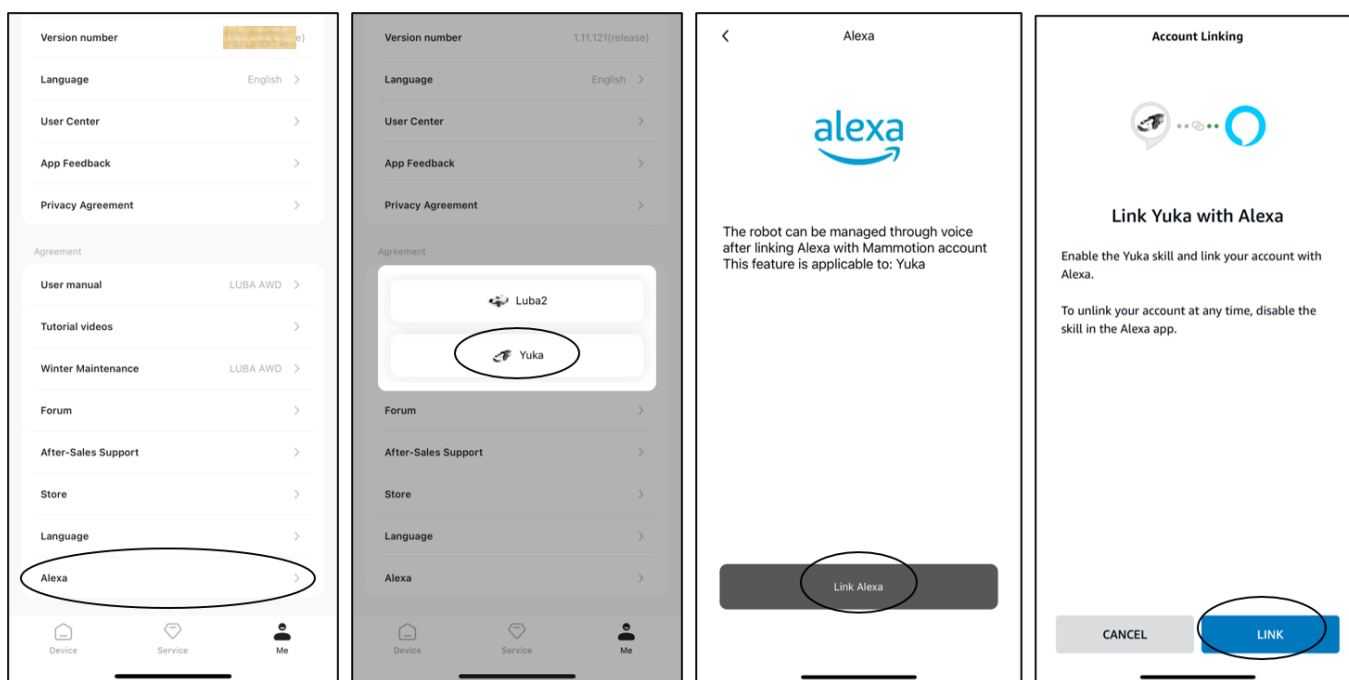 Version number
e)
Language
English
User Center
App Feedback
Privacy Agreement
Agreement
User manual
LUBA AWD
Tutorial videos
Winter Maintenance
LUBA AWD
Forum
After-Sales Support
Store
Language
Alexa
Device
Service
Me
Version number
1.11.121(release)
Language
English
User Center
App Feedback
Privacy Agreement
Agreement
Luba2
Yuka
Forum
After-Sales Support
Store
Language
Alexa
Device
Service
Me
Alexa
alexa
The robot can be managed through voice
after linking Alexa with Mammotion account
This feature is applicable to: Yuka
Link Alexa
Account Linking
Link Yuka with Alexa
Enable the Yuka skill and link your account with
Alexa.
To unlink your account at any time, disable the
skill in the Alexa app.
CANCEL
LINK